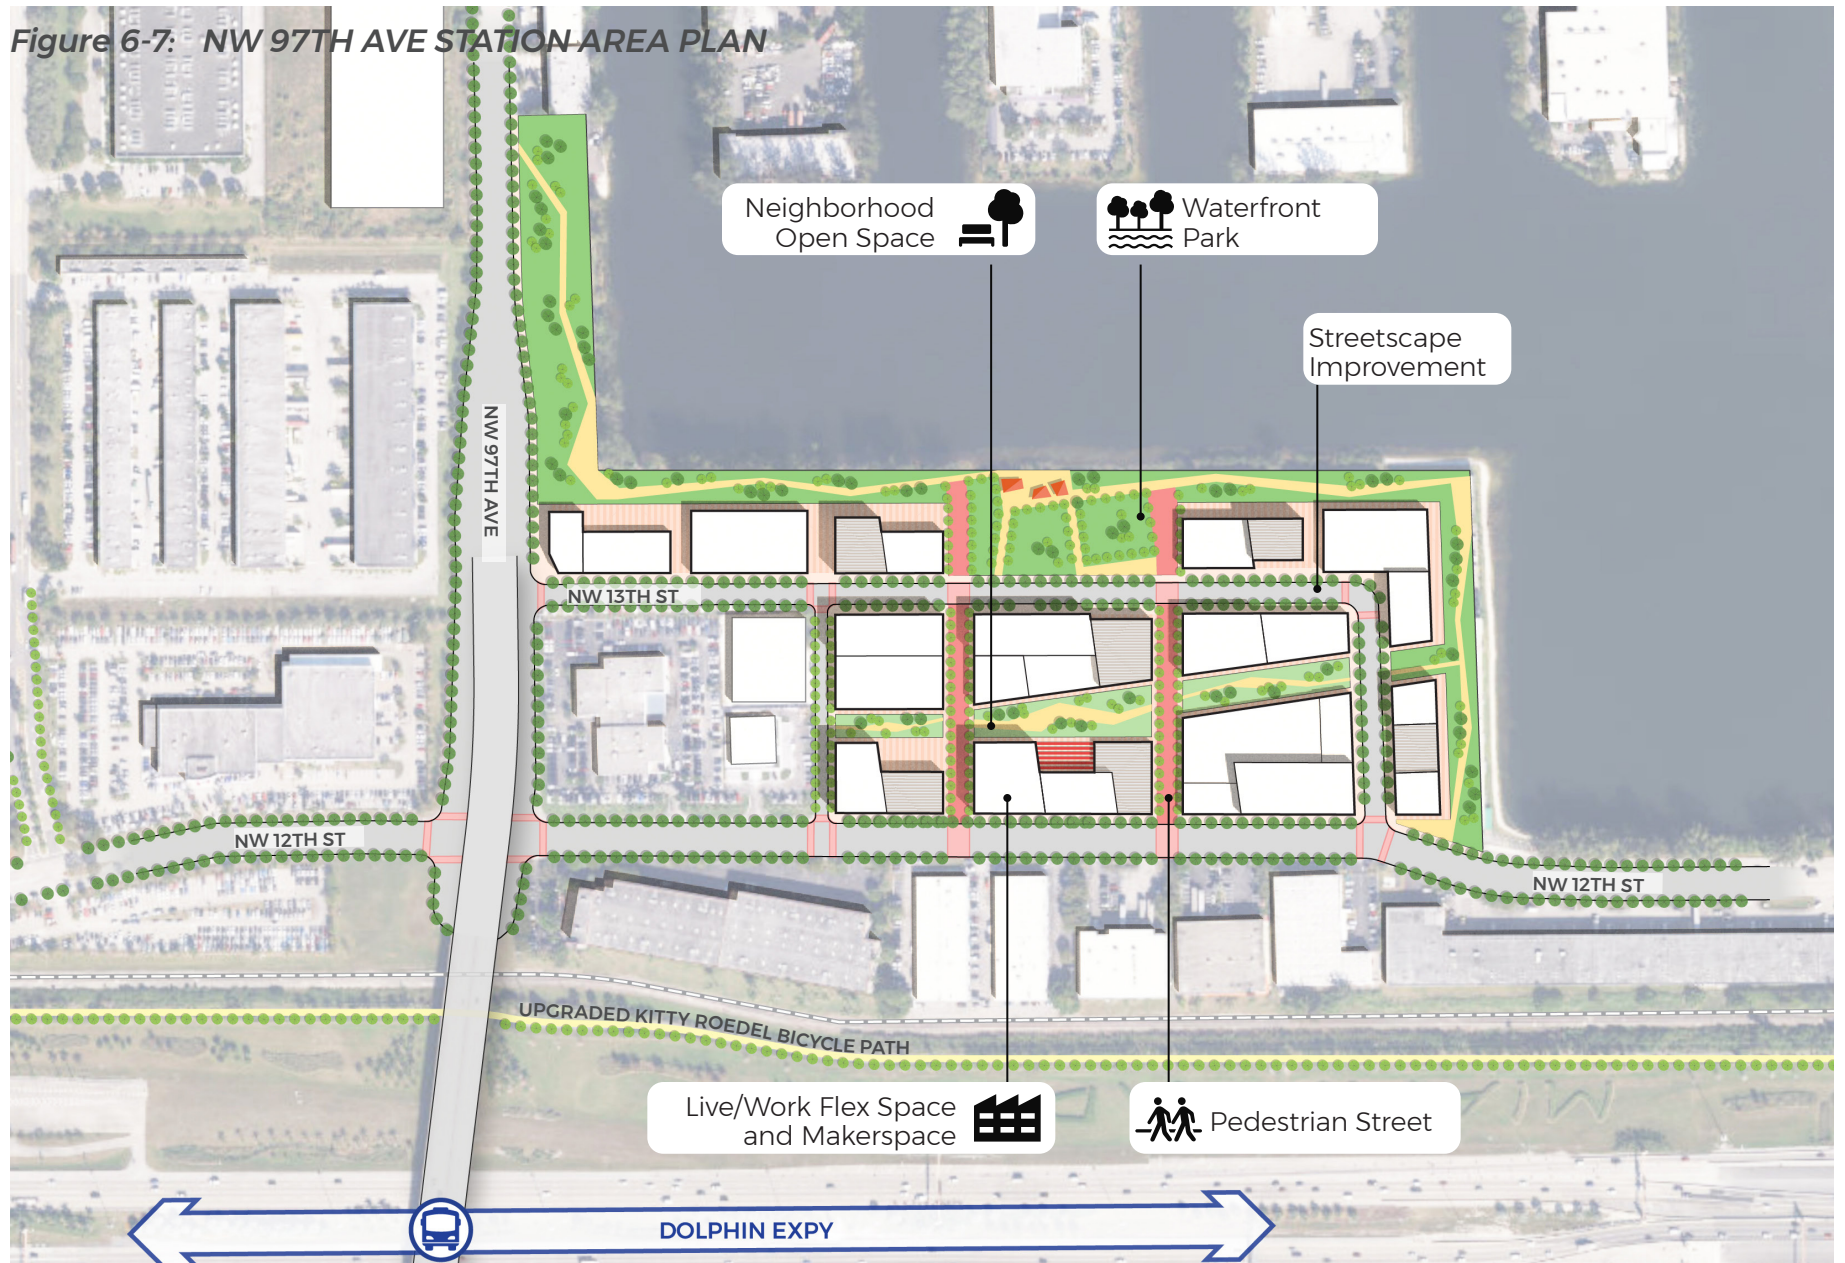 Figure 6-7: NW 97TH AVE STATION AREA PLAN
Neighborhood
Open Space
Waterfront
Park
Streetscape
Improvement
NW 97TH AVE
NW 13TH ST
NW 12TH ST
NW 12TH ST
UPGRADED KITTY ROEDEL BICYCLE PATH
Live/Work Flex Space
and Makerspace
Pedestrian Street
DOLPHIN EXPY